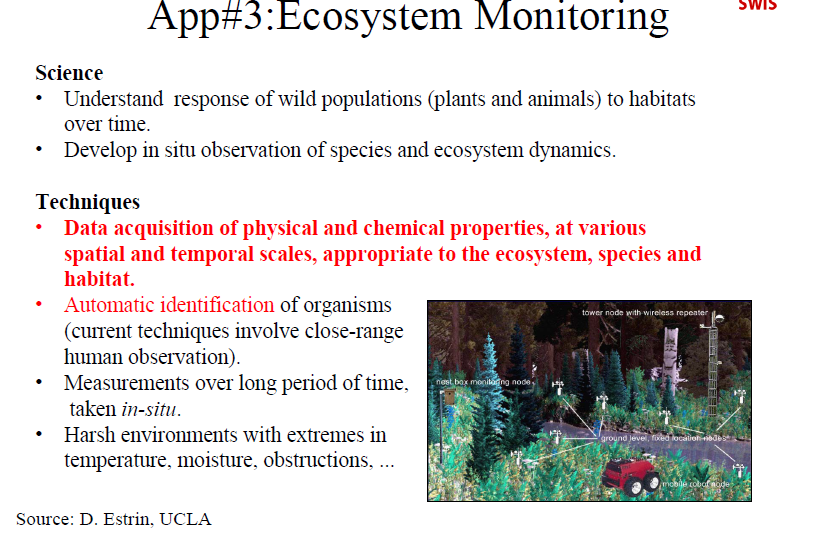 SWIS
App#3:Ecosystem Monitoring
Science
• Understand response of wild populations (plants and animals) to habitats
over time.
• Develop in situ observation of species and ecosystem dynamics.
Techniques
• Data acquisition of physical and chemical properties, at various
spatial and temporal scales, appropriate to the ecosystem, species and
habitat.
• Automatic identification of organisms
(current techniques involve close-range
human observation).
• Measurements over long period of time,
taken in-situ.
• Harsh environments with extremes in
temperature, moisture, obstructions, ...
tower node with wireless repeater
nest box monitoring node
ground level, fixed location nodes
mobile robot node
Source: D. Estrin, UCLA